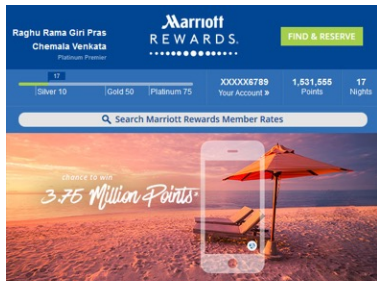 Raghu Rama Giri Pras
Chemala Venkata
Platinum Premier
Marriott
REWARDS.
FIND & RESERVE
17
Silver 10
Gold 50
Platinum 75
XXXXX6789
Your Account »
1,531,555
Points
17
Nights
Search Marriott Rewards Member Rates
chance to win
3.75 Million Points*